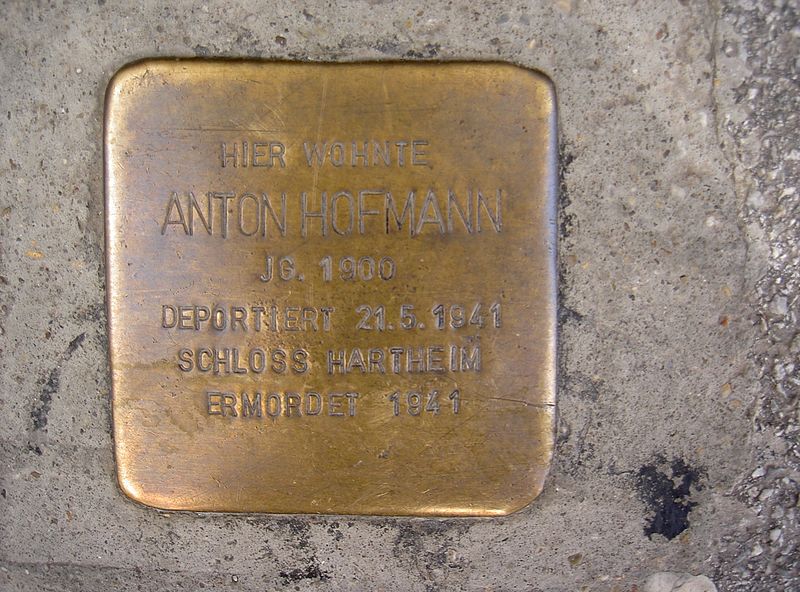 HIER WOHNTE
ANTON HOFMANN
JG. 1900
DEPORTIERT 21.5.1941
SCHLOSS HARTHEIM
ERMORDET 1941